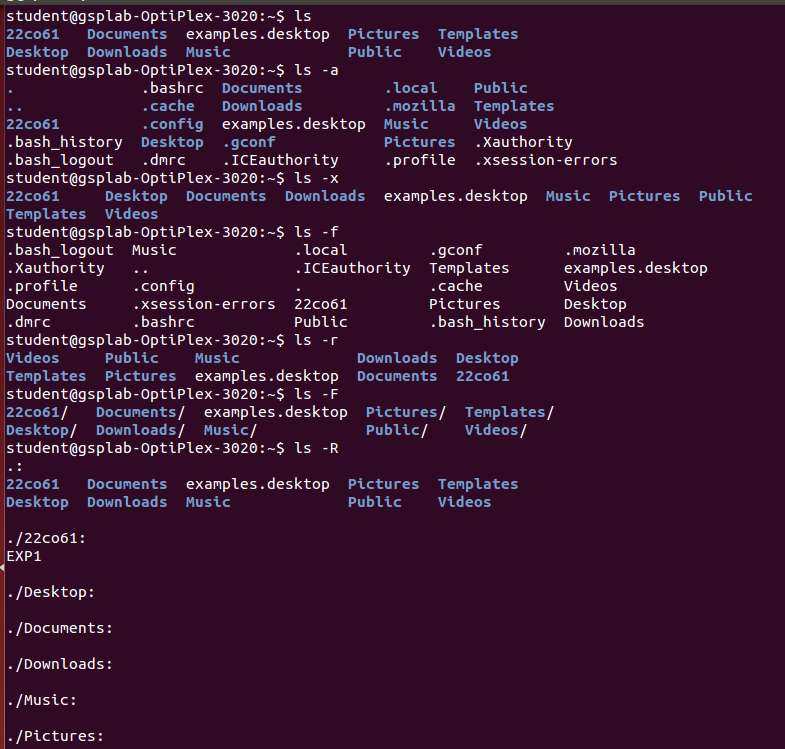 student@gsplab-OptiPlex-3020:~$ ls
22co61   Documents  examples.desktop  Pictures  Templates
Desktop  Downloads  Music             Public    Videos
student@gsplab-OptiPlex-3020:~$ ls -a
.              .bashrc  Documents         .local    Public
..             .cache   Downloads         .mozilla  Templates
22co61         .config  examples.desktop  Music     Videos
.bash_history  Desktop  .gconf            Pictures  .Xauthority
.bash_logout   .dmrc    .ICEauthority     .profile  .xsession-errors
student@gsplab-OptiPlex-3020:~$ ls -x
22co61     Desktop  Documents  Downloads  examples.desktop  Music  Pictures  Public
Templates  Videos
student@gsplab-OptiPlex-3020:~$ ls -f
.bash_logout  Music             .local         .gconf         .mozilla
.Xauthority   ..                .ICEauthority  Templates      examples.desktop
.profile      .config           .              .cache         Videos
Documents     .xsession-errors  22co61         Pictures       Desktop
.dmrc         .bashrc           Public         .bash_history  Downloads
student@gsplab-OptiPlex-3020:~$ ls -r
Videos     Public    Music             Downloads  Desktop
Templates  Pictures  examples.desktop  Documents  22co61
student@gsplab-OptiPlex-3020:~$ ls -F
22co61/   Documents/  examples.desktop  Pictures/  Templates/
Desktop/  Downloads/  Music/            Public/    Videos/
student@gsplab-OptiPlex-3020:~$ ls -R
.:
22co61   Documents  examples.desktop  Pictures  Templates
Desktop  Downloads  Music             Public    Videos

./22co61:
EXP1

./Desktop:

./Documents:

./Downloads:

./Music:

./Pictures: